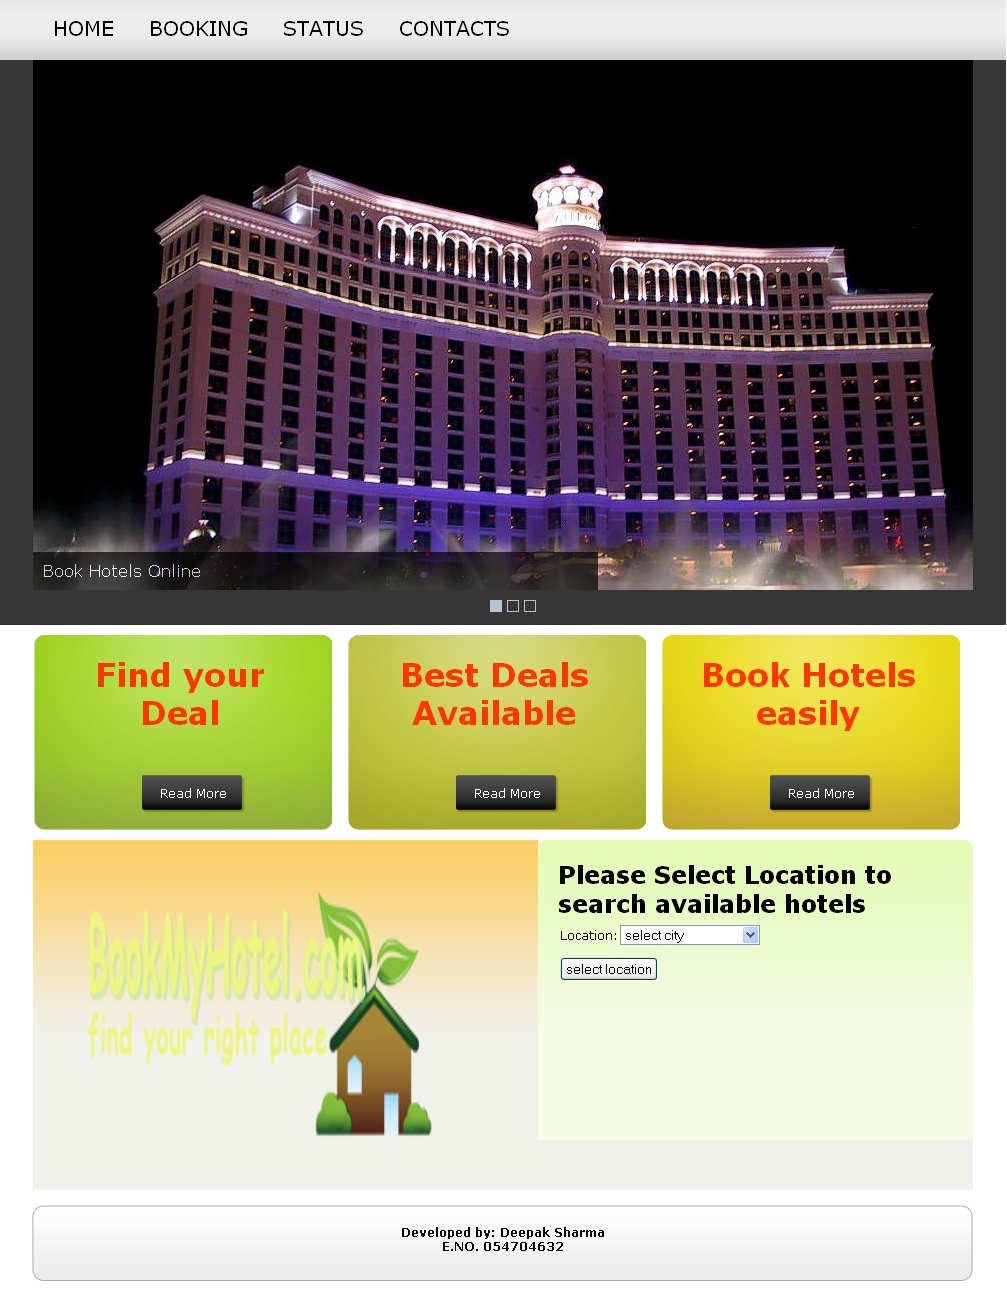 HOME BOOKING STATUS CONTACTS
Book Hotels Online
Find your
Deal
Read More
Best Deals
Available
Read More
Book Hotels
easily
Read More
BookMyHotel.com
find your right place
Please Select Location to
search available hotels
Location: select city
select location
Developed by: Deepak Sharma
E.NO. 054704632